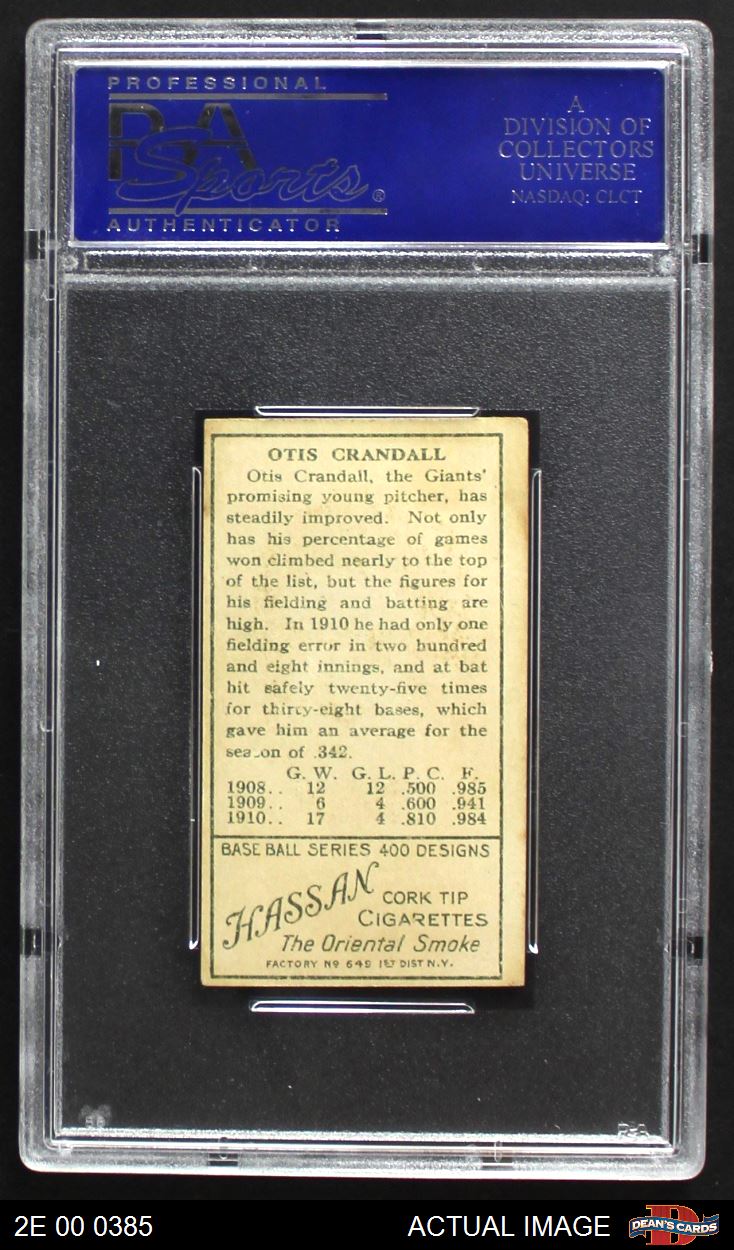 PROFESSIONAL
PSA
Sports®
AUTHENTICATOR
A
DIVISION OF
COLLECTORS
UNIVERSE
NASDAQ: CLCT
OTIS CRANDALL
Otis Crandall, the Giants'
promising young pitcher, has
steadily improved. Not only
has his percentage of games
won climbed nearly to the top
of the list, but the figures for
his fielding and batting are
high. In 1910 he had only one
fielding error in two hundred
and eight innings, and at bat
hit safely twenty-five times
for thirty-eight bases, which
gave him an average for the
season of .342.
G. W. G. L. P. C. F.
1908.. 12 12 .500 .985
1909.. 6 4 .600 .941
1910.. 17 4 .810 .984
BASE BALL SERIES 400 DESIGNS
HASSAN
CORK TIP
CIGARETTES
The Oriental Smoke
FACTORY No 649 1ST DIST N.Y.
PSA
2E 00 0385
ACTUAL IMAGE
D
DEAN'S CARDS